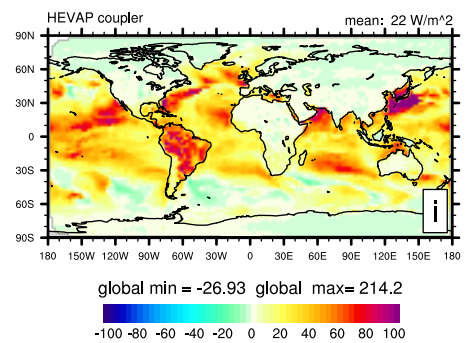 HEVAP coupler mean: 22 W/m^2
90N
60N
30N
0
30S
60S
90S
i
180 150W 120W 90W 60W 30W 0 30E 60E 90E 120E 150E 180
global min = -26.93 global max= 214.2
-100 -80 -60 -40 -20 0 20 40 60 80 100